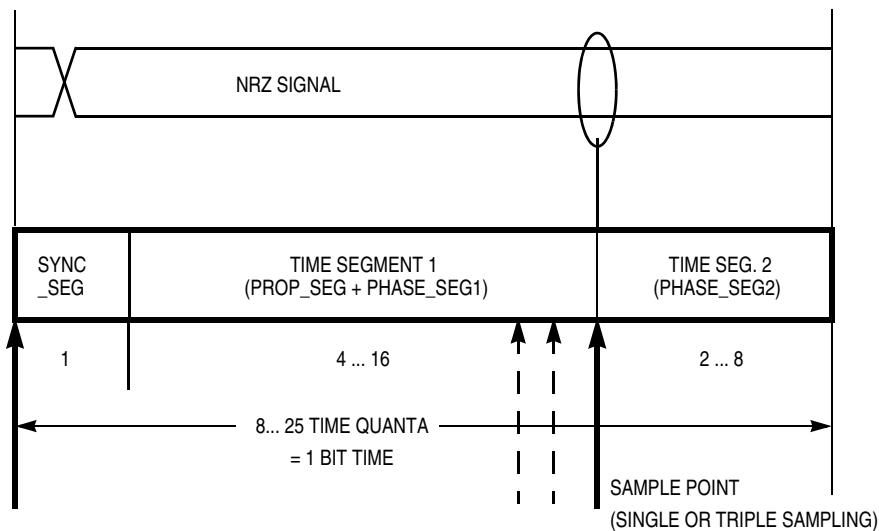 NRZ SIGNAL
SYNC
_SEG
TIME SEGMENT 1
(PROP_SEG + PHASE_SEG1)
TIME SEG. 2
(PHASE_SEG2)
1
4 ... 16
2 ... 8
8... 25 TIME QUANTA
= 1 BIT TIME
SAMPLE POINT
(SINGLE OR TRIPLE SAMPLING)